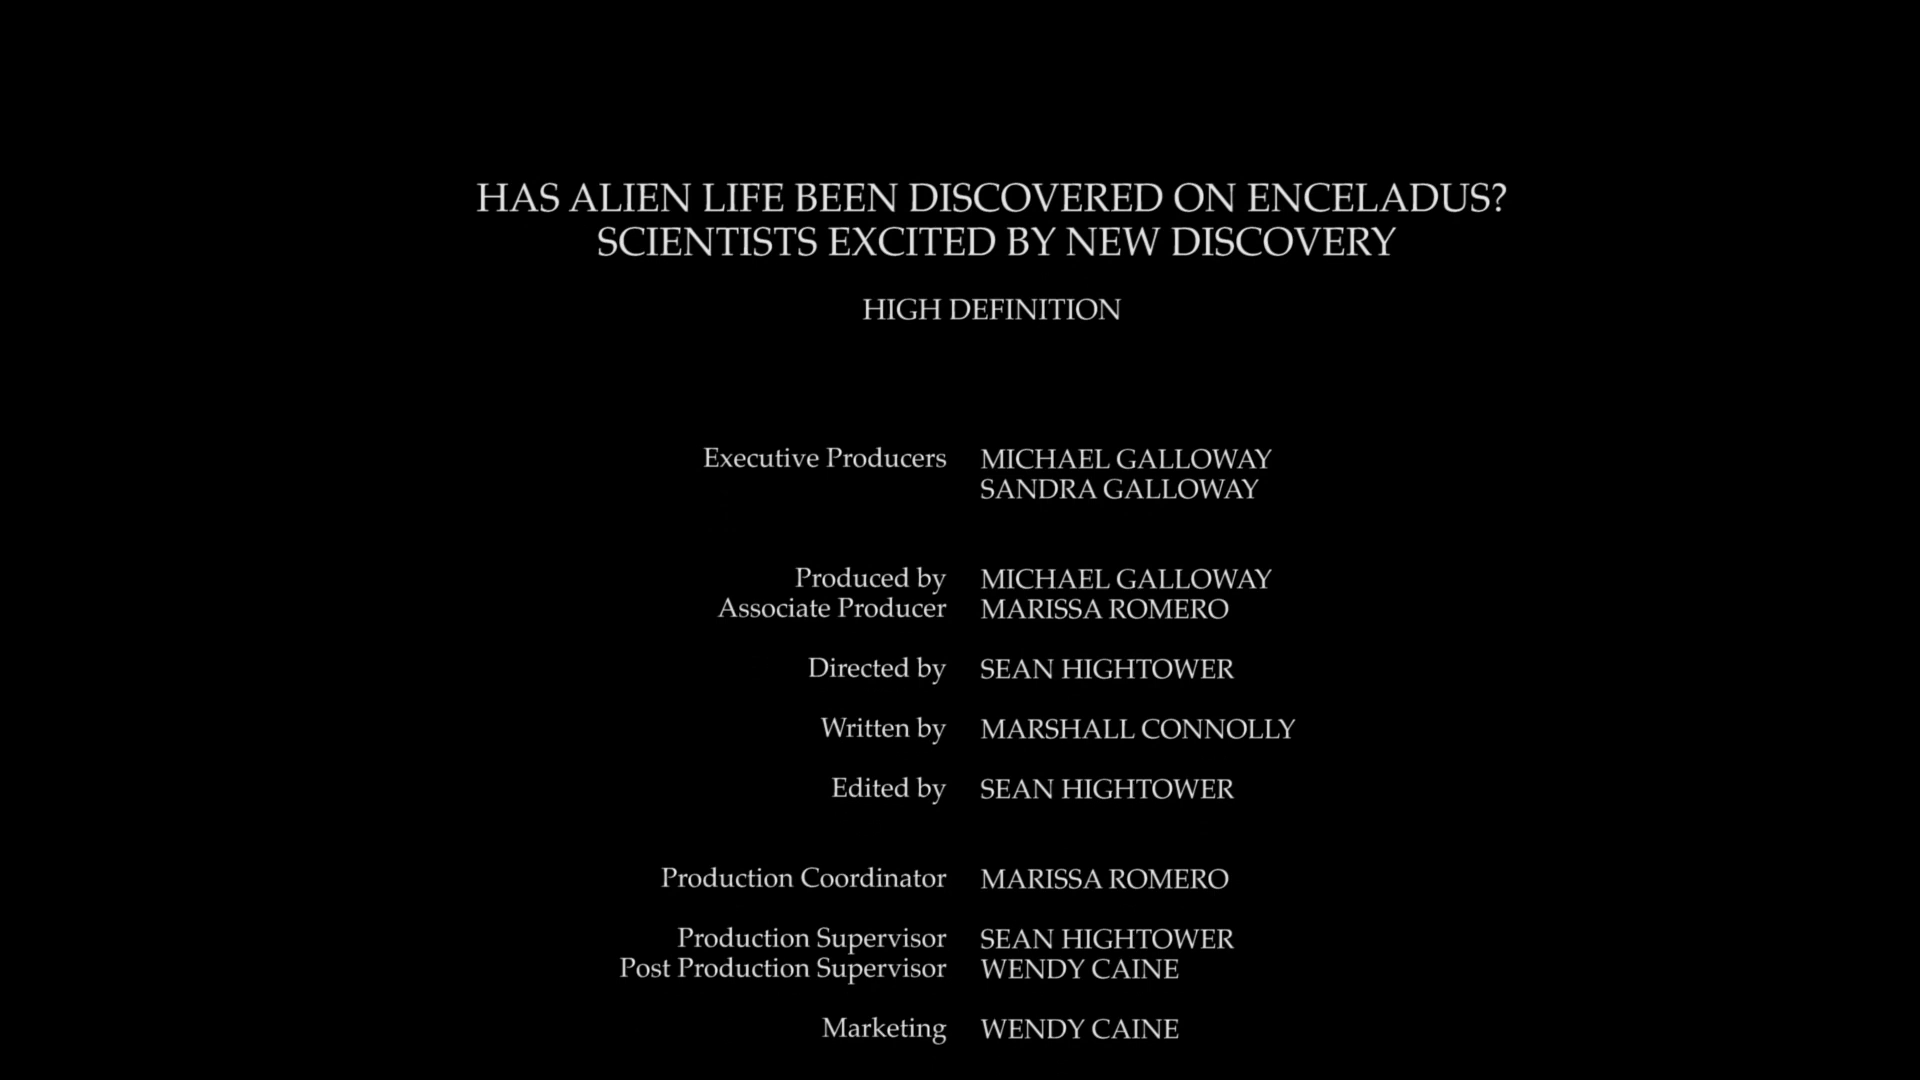 HAS ALIEN LIFE BEEN DISCOVERED ON ENCELADUS?
SCIENTISTS EXCITED BY NEW DISCOVERY
HIGH DEFINITION
Executive Producers MICHAEL GALLOWAY
SANDRA GALLOWAY
Produced by MICHAEL GALLOWAY
Associate Producer MARISSA ROMERO
Directed by SEAN HIGHTOWER
Written by MARSHALL CONNOLLY
Edited by SEAN HIGHTOWER
Production Coordinator MARISSA ROMERO
Production Supervisor SEAN HIGHTOWER
Post Production Supervisor WENDY CAINE
Marketing WENDY CAINE